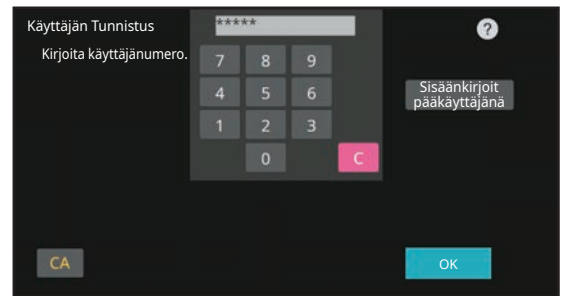 Käyttäjän Tunnistus
*****
?
Kirjoita käyttäjänumero.
7 8 9
4 5 6
Sisäänkirjoit
pääkäyttäjänä
1 2 3
0 C
CA
OK